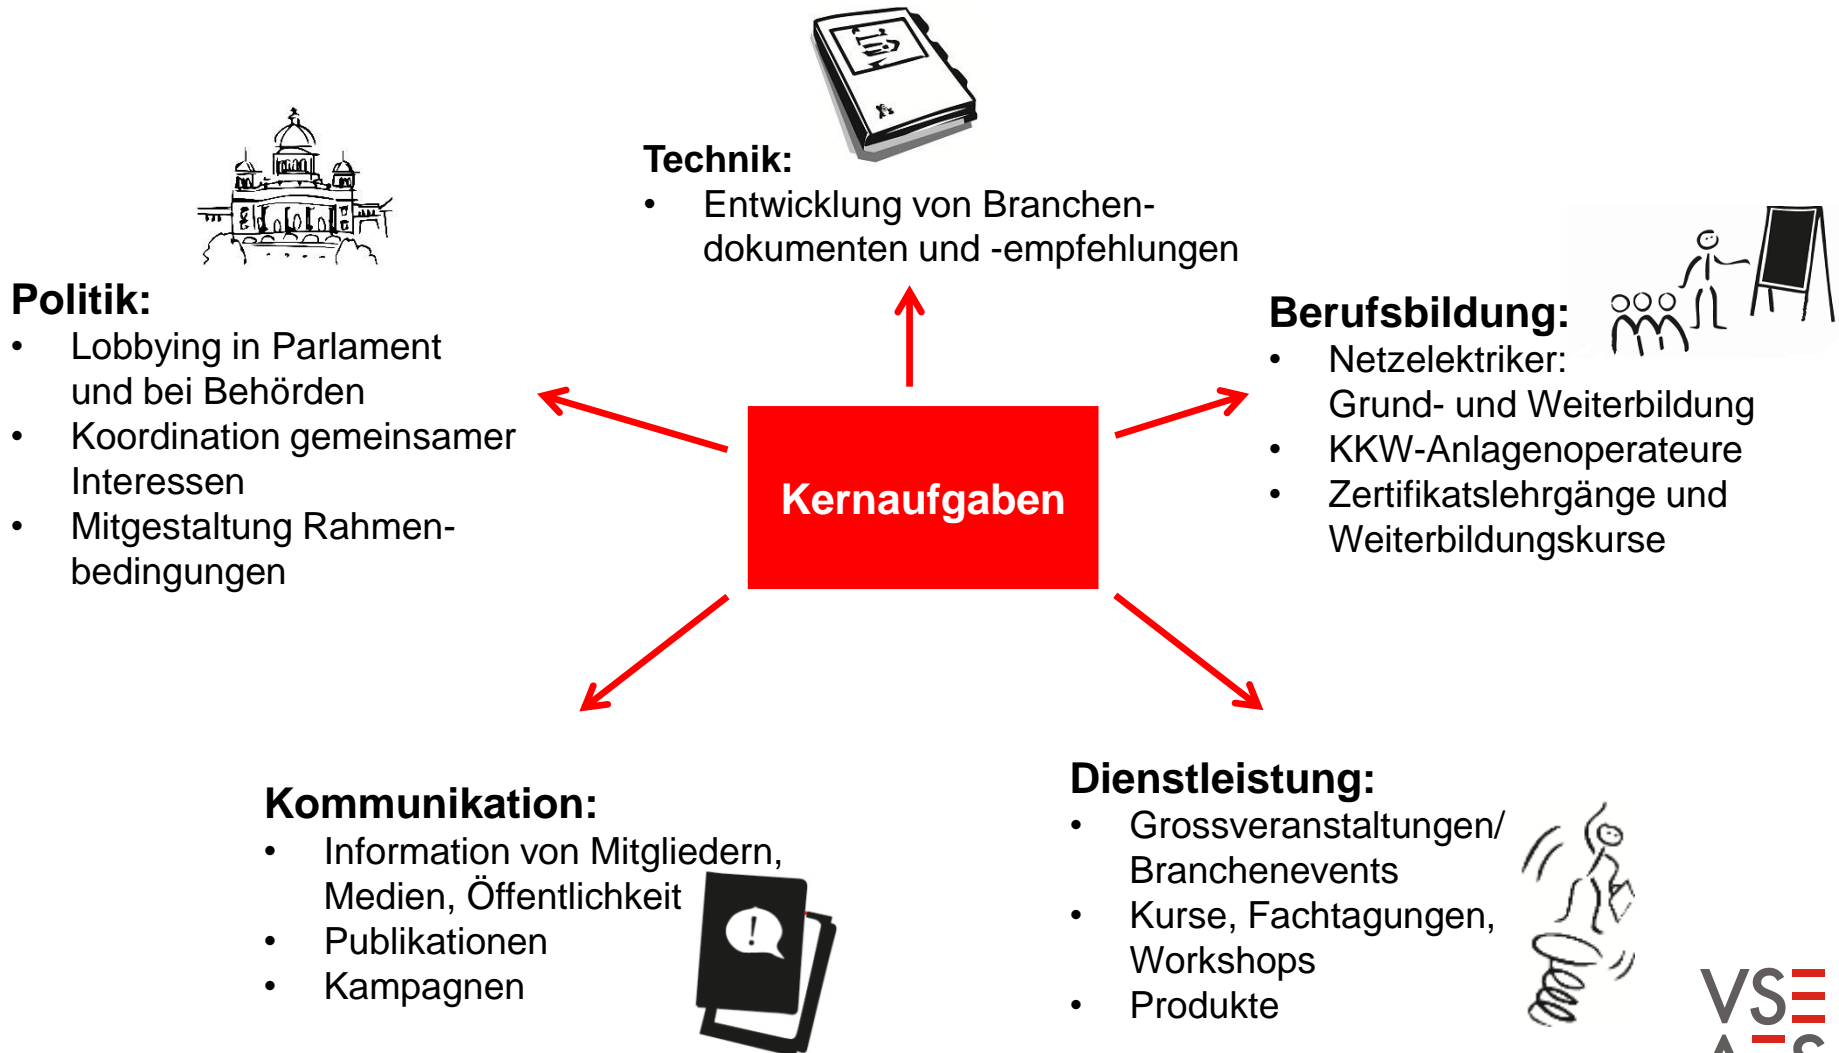 Technik:
• Entwicklung von Branchen-
dokumenten und -empfehlungen
Politik:
• Lobbying in Parlament
und bei Behörden
• Koordination gemeinsamer
Interessen
• Mitgestaltung Rahmen-
bedingungen
Berufsbildung:
• Netzelektriker:
Grund- und Weiterbildung
• KKW-Anlagenoperateure
• Zertifikatslehrgänge und
Weiterbildungskurse
Kernaufgaben
Kommunikation:
• Information von Mitgliedern,
Medien, Öffentlichkeit
• Publikationen
• Kampagnen
!
Dienstleistung:
• Grossveranstaltungen/
Branchenevents
• Kurse, Fachtagungen,
Workshops
• Produkte
VSE